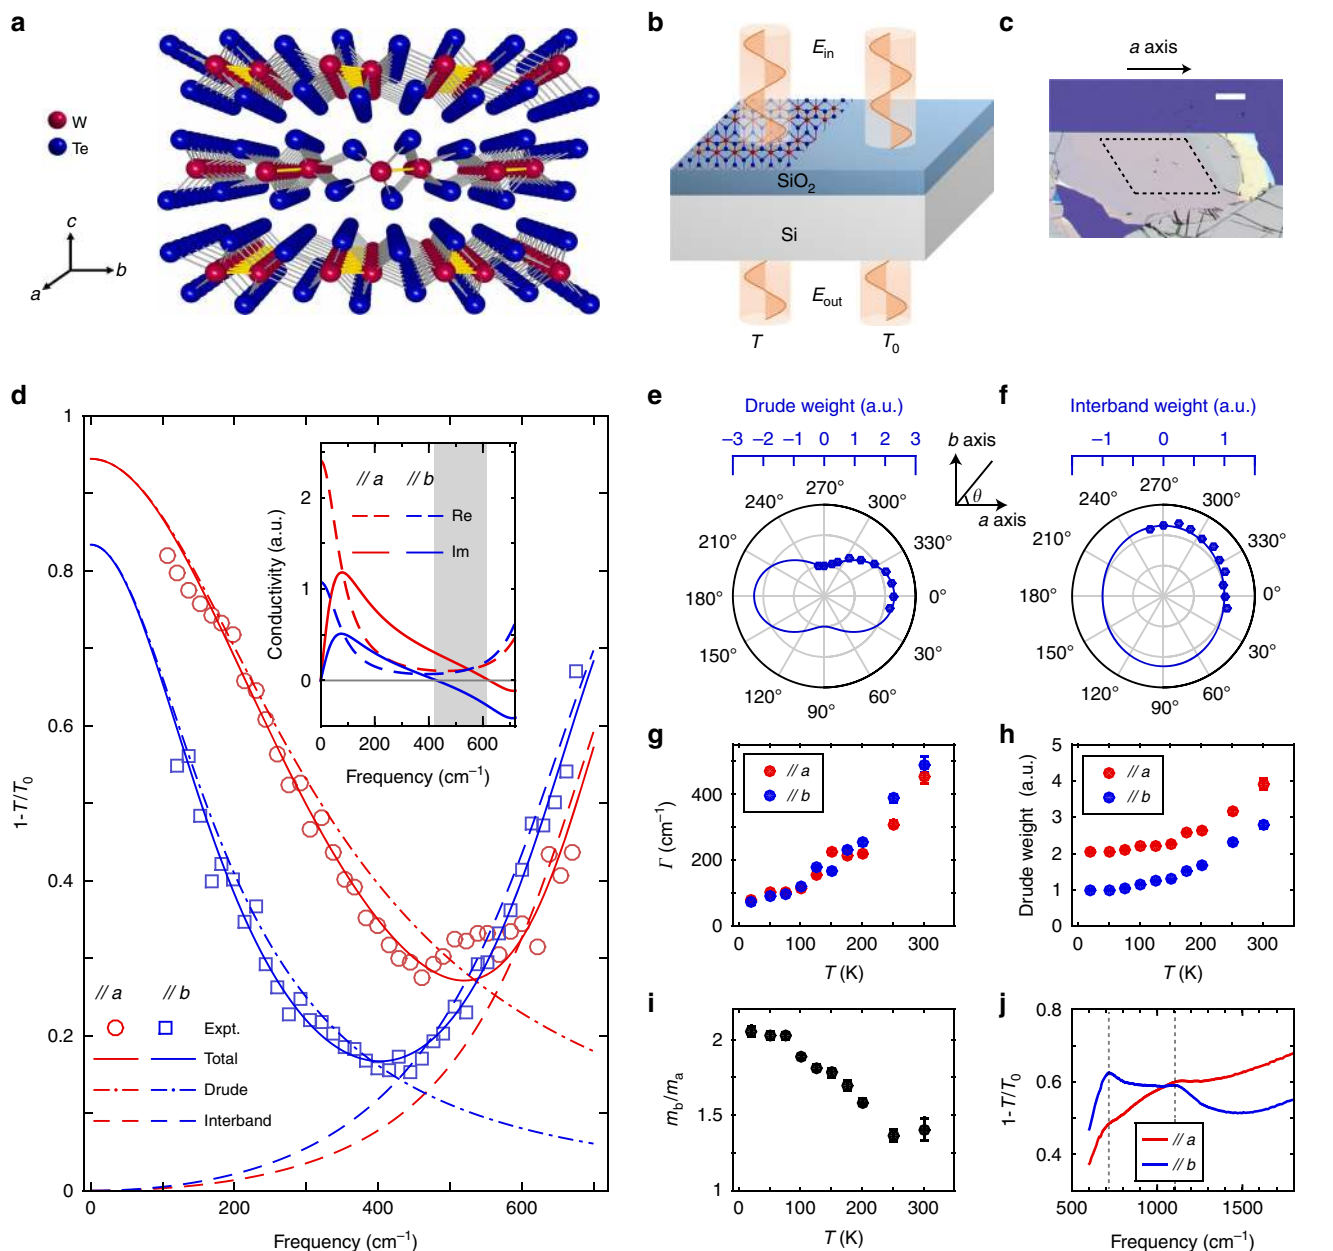 a
W
Te
c
b
a
b
E_in
SiO2
Si
E_out
T
T0
c
a axis
d
1-T/T0
1
0.8
0.6
0.4
0.2
0
0 200 400 600
Frequency (cm−1)
// a // b
Expt.
Total
Drude
Interband
Conductivity (a.u.)
2
1
0
0 200 400 600
Frequency (cm−1)
// a // b
Re
Im
e
Drude weight (a.u.)
−3 −2 −1 0 1 2 3
270°
240° 300°
210° 330°
180° 0°
150° 30°
120° 60°
90°
b axis
θ
a axis
f
Interband weight (a.u.)
−1 0 1
270°
240° 300°
210° 330°
180° 0°
150° 30°
120° 60°
90°
g
// a
// b
Γ (cm−1)
400
200
0
0 100 200 300
T (K)
h
// a
// b
Drude weight (a.u.)
5
4
3
2
1
0
0 100 200 300
T (K)
i
mb/ma
2
1.5
1
0 100 200 300
T (K)
j
1-T/T0
0.8
0.6
0.4
// a
// b
500 1000 1500
Frequency (cm−1)